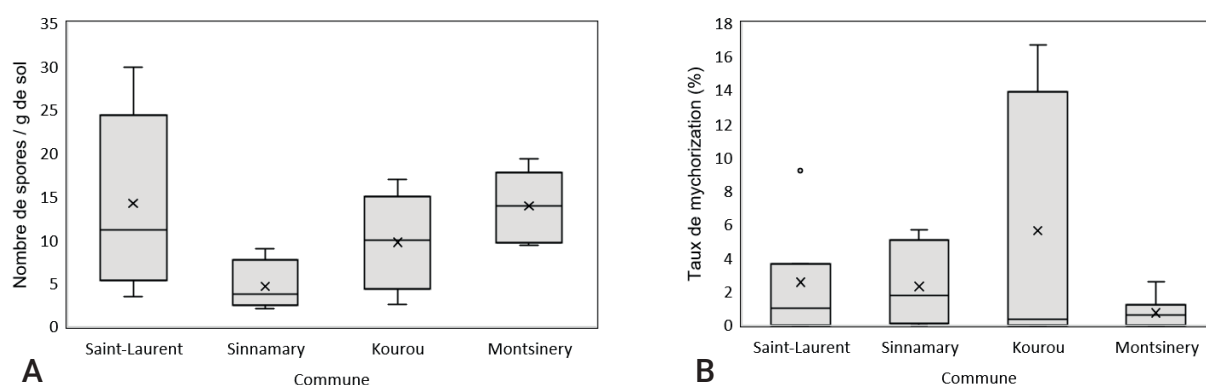 35
30
25
20
15
10
5
0
Nombre de spores / g de sol
Saint-Laurent Sinnamary Kourou Montsinery
Commune
A
18
16
14
12
10
8
6
4
2
0
Taux de mychorization (%)
Saint-Laurent Sinnamary Kourou Montsinery
Commune
B